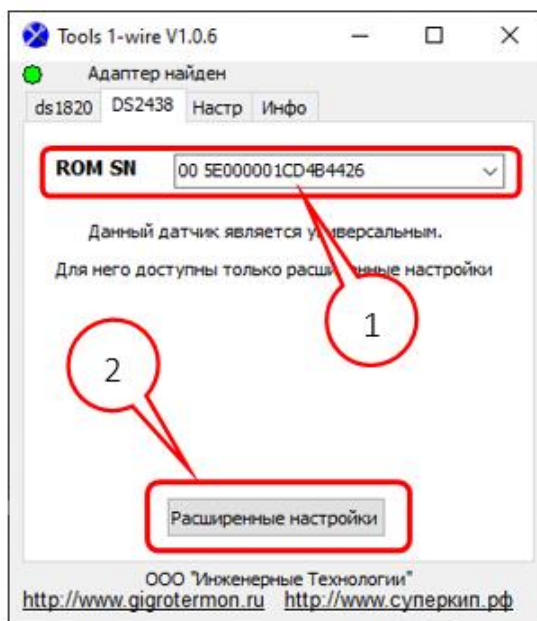 Tools 1-wire V1.0.6
Адаптер найден
ds1820 DS2438 Настр Инфо
ROM SN 00 5E000001CD4B4426
Данный датчик является универсальным.
Для него доступны только расширенные настройки
1
2
Расширенные настройки
ООО "Инженерные Технологии"
http://www.gigrotermon.ru http://www.суперкип.рф